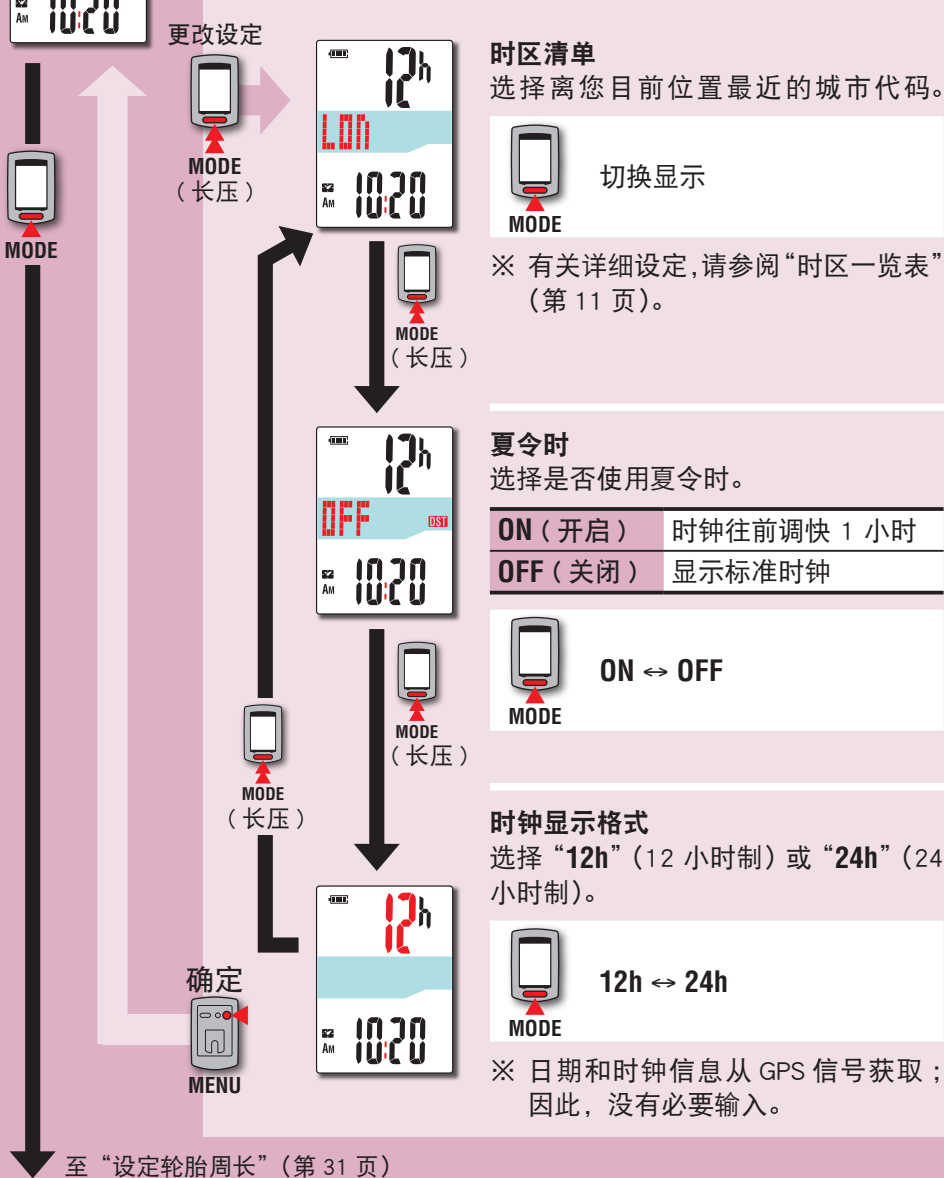 AM 10:20
更改设定
MODE
（长压）
MODE
12h
LON
AM 10:20
时区清单
选择离您目前位置最近的城市代码。
MODE
切换显示
※ 有关详细设定,请参阅“时区一览表”
（第 11 页）。
MODE
（长压）
12h
OFF DST
AM 10:20
夏令时
选择是否使用夏令时。
ON（开启） 时钟往前调快 1 小时
OFF（关闭） 显示标准时钟
MODE
ON ↔ OFF
MODE
（长压）
MODE
（长压）
12h
AM 10:20
时钟显示格式
选择“12h”（12 小时制）或“24h”（24
小时制）。
MODE
12h ↔ 24h
※ 日期和时钟信息从 GPS 信号获取；
因此，没有必要输入。
确定
MENU
至“设定轮胎周长”（第 31 页）